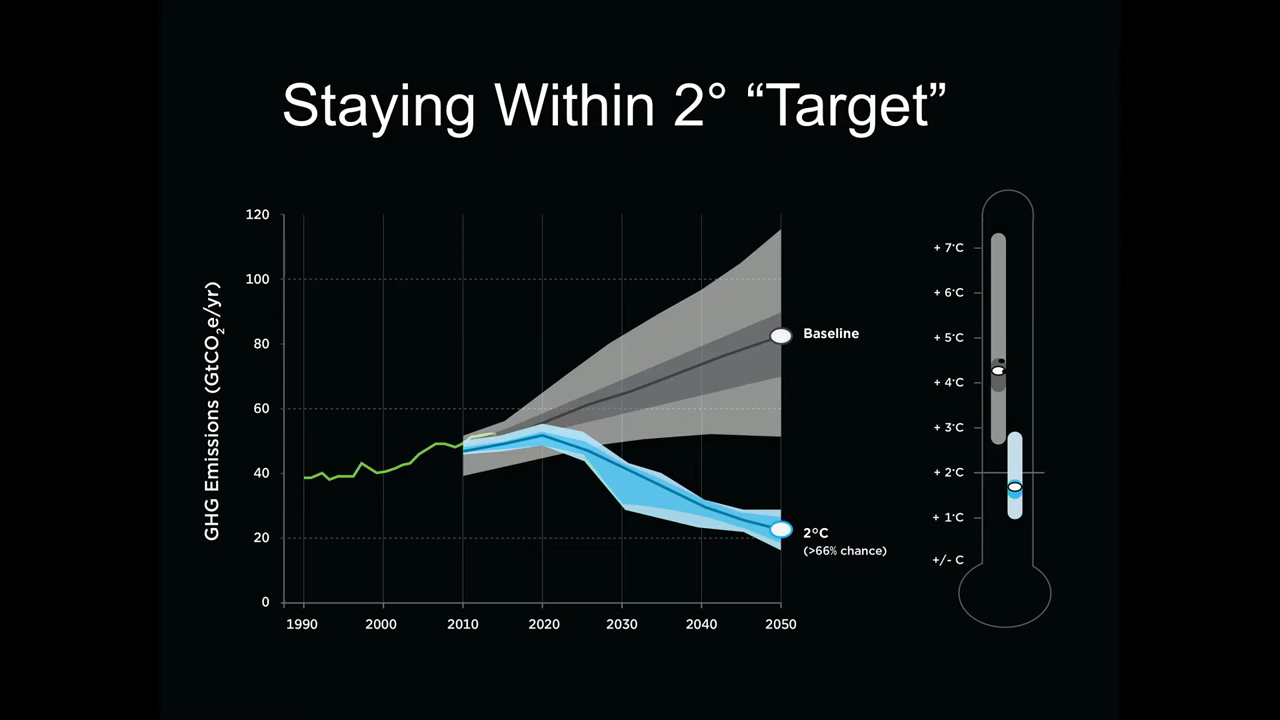 Staying Within 2° “Target”
GHG Emissions (GtCO₂e/yr)
120
100
80
60
40
20
0
1990 2000 2010 2020 2030 2040 2050
Baseline
2°C
(>66% chance)
+ 7°C
+ 6°C
+ 5°C
+ 4°C
+ 3°C
+ 2°C
+ 1°C
+/- C